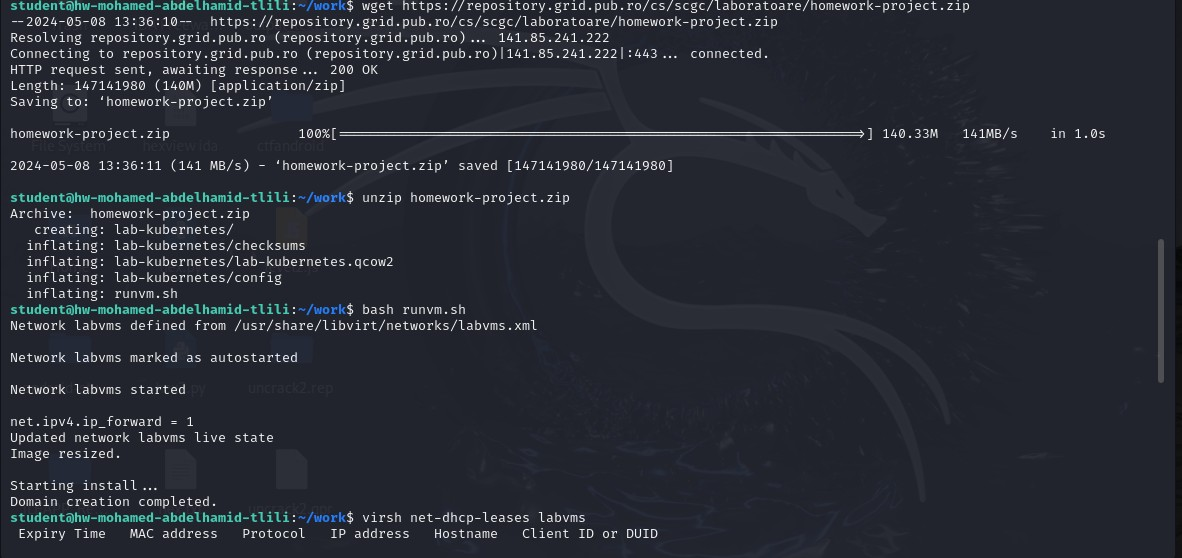 student@hw-mohamed-abdelhamid-tlili:~/work$ wget https://repository.grid.pub.ro/cs/scgc/laboratoare/homework-project.zip
--2024-05-08 13:36:10--  https://repository.grid.pub.ro/cs/scgc/laboratoare/homework-project.zip
Resolving repository.grid.pub.ro (repository.grid.pub.ro)... 141.85.241.222
Connecting to repository.grid.pub.ro (repository.grid.pub.ro)|141.85.241.222|:443... connected.
HTTP request sent, awaiting response... 200 OK
Length: 147141980 (140M) [application/zip]
Saving to: ‘homework-project.zip’
homework-project.zip 100%[===================>] 140.33M 141MB/s in 1.0s
File System hexview ida ctfandroid
2024-05-08 13:36:11 (141 MB/s) - ‘homework-project.zip’ saved [147141980/147141980]
student@hw-mohamed-abdelhamid-tlili:~/work$ unzip homework-project.zip
Archive:  homework-project.zip
   creating: lab-kubernetes/
  inflating: lab-kubernetes/checksums
  inflating: lab-kubernetes/lab-kubernetes.qcow2
  inflating: lab-kubernetes/config
  inflating: runvm.sh
student@hw-mohamed-abdelhamid-tlili:~/work$ bash runvm.sh
Network labvms defined from /usr/share/libvirt/networks/labvms.xml
Network labvms marked as autostarted
Network labvms started
.py uncrack2.rep
net.ipv4.ip_forward = 1
Updated network labvms live state
Image resized.
Starting install...
Domain creation completed.
student@hw-mohamed-abdelhamid-tlili:~/work$ virsh net-dhcp-leases labvms
 Expiry Time   MAC address   Protocol   IP address   Hostname   Client ID or DUID